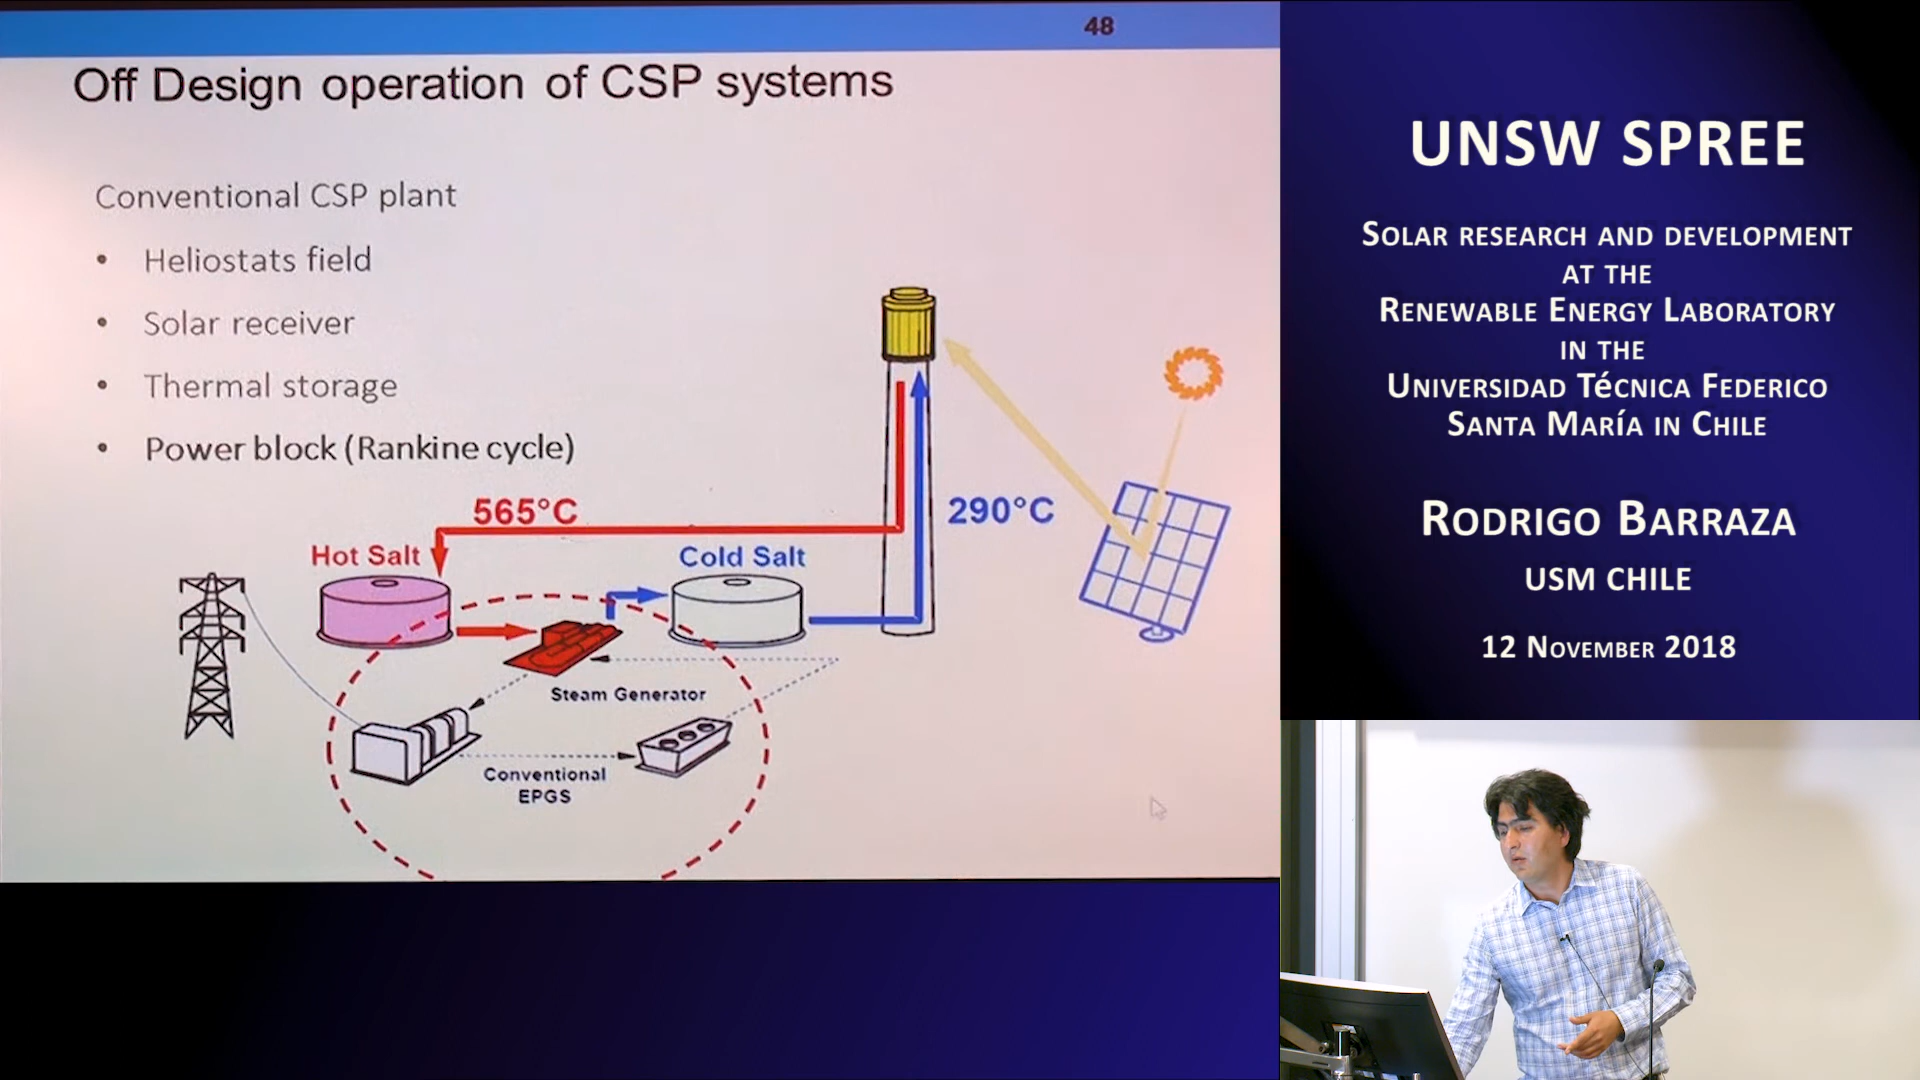 48
Off Design operation of CSP systems
Conventional CSP plant
• Heliostats field
• Solar receiver
• Thermal storage
• Power block (Rankine cycle)
565°C
290°C
Hot Salt
Cold Salt
Steam Generator
Conventional
EPGS
UNSW SPREE
SOLAR RESEARCH AND DEVELOPMENT
AT THE
RENEWABLE ENERGY LABORATORY
IN THE
UNIVERSIDAD TéCNICA FEDERICO
SANTA MARíA IN CHILE
RODRIGO BARRAZA
USM CHILE
12 NOVEMBER 2018